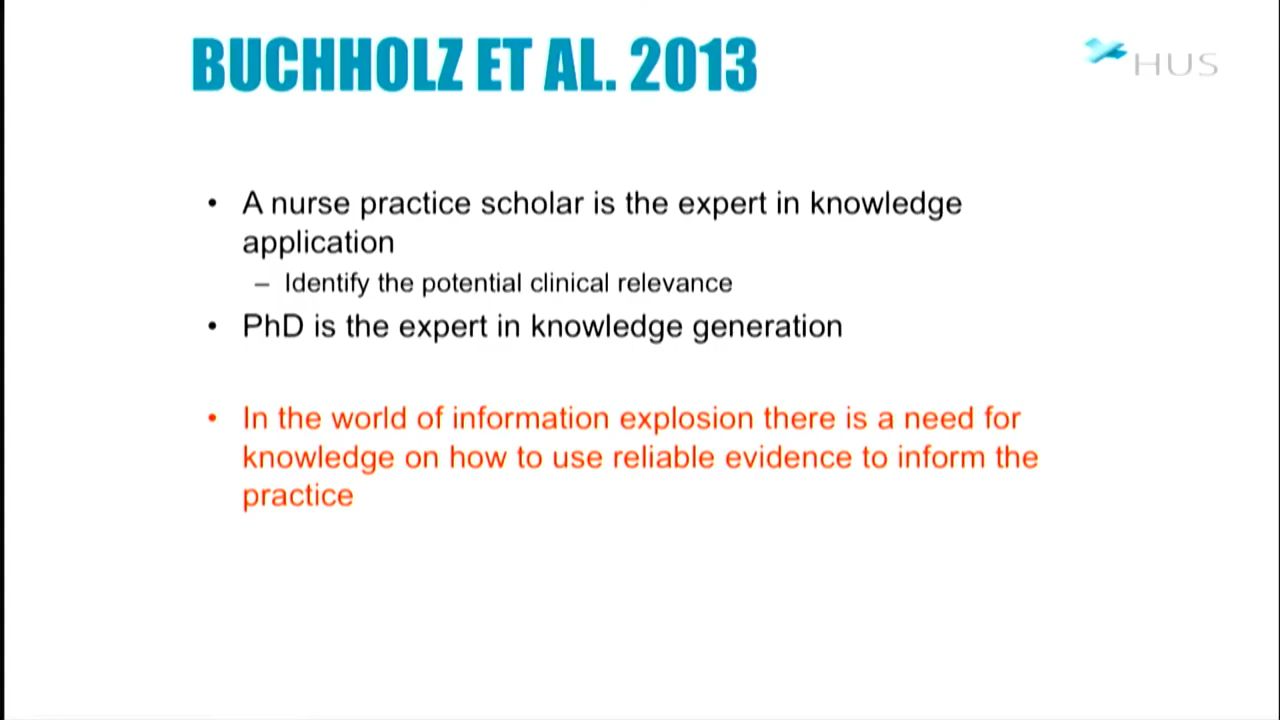 BUCHHOLZ ET AL. 2013
HUS
• A nurse practice scholar is the expert in knowledge
application
– Identify the potential clinical relevance
• PhD is the expert in knowledge generation
• In the world of information explosion there is a need for
knowledge on how to use reliable evidence to inform the
practice